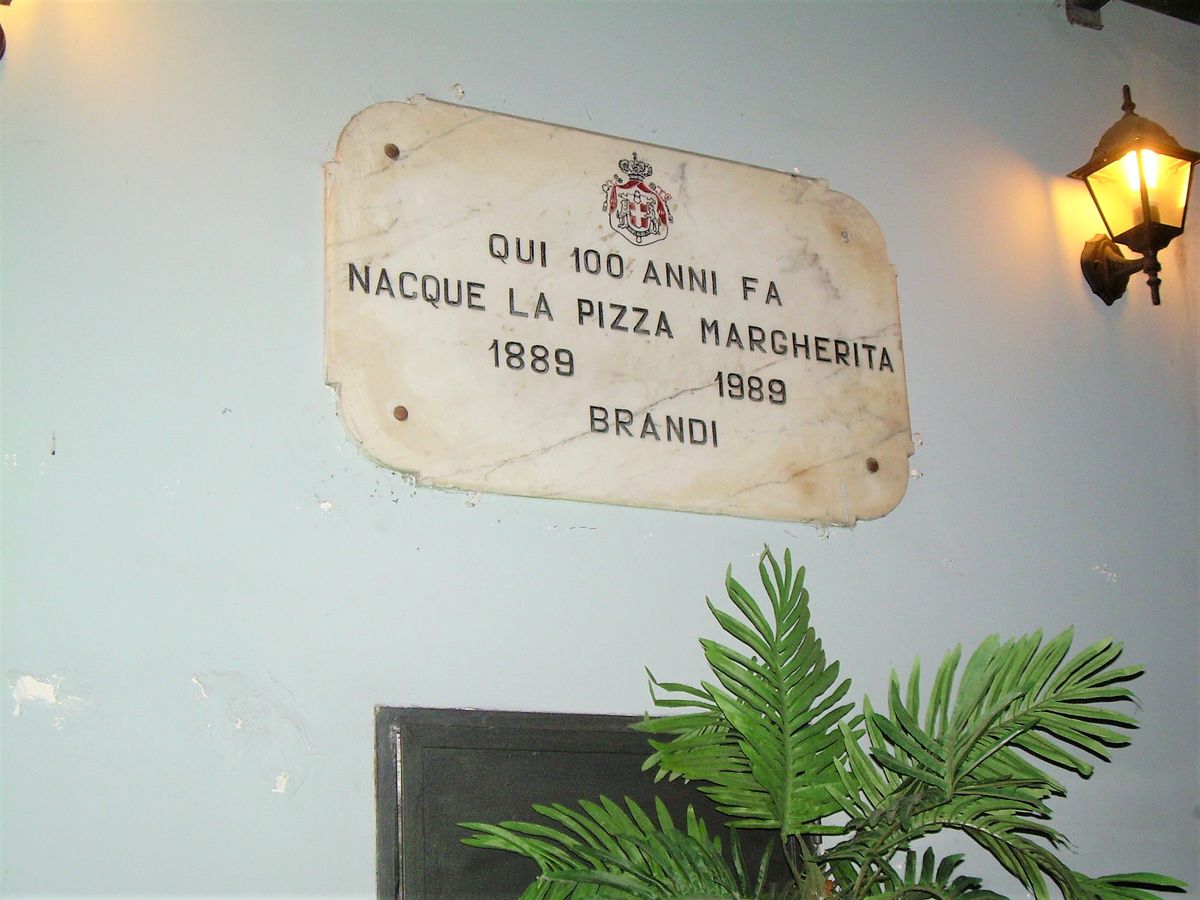 QUI 100 ANNI FA
NACQUE LA PIZZA MARGHERITA
1889 1989
BRANDI